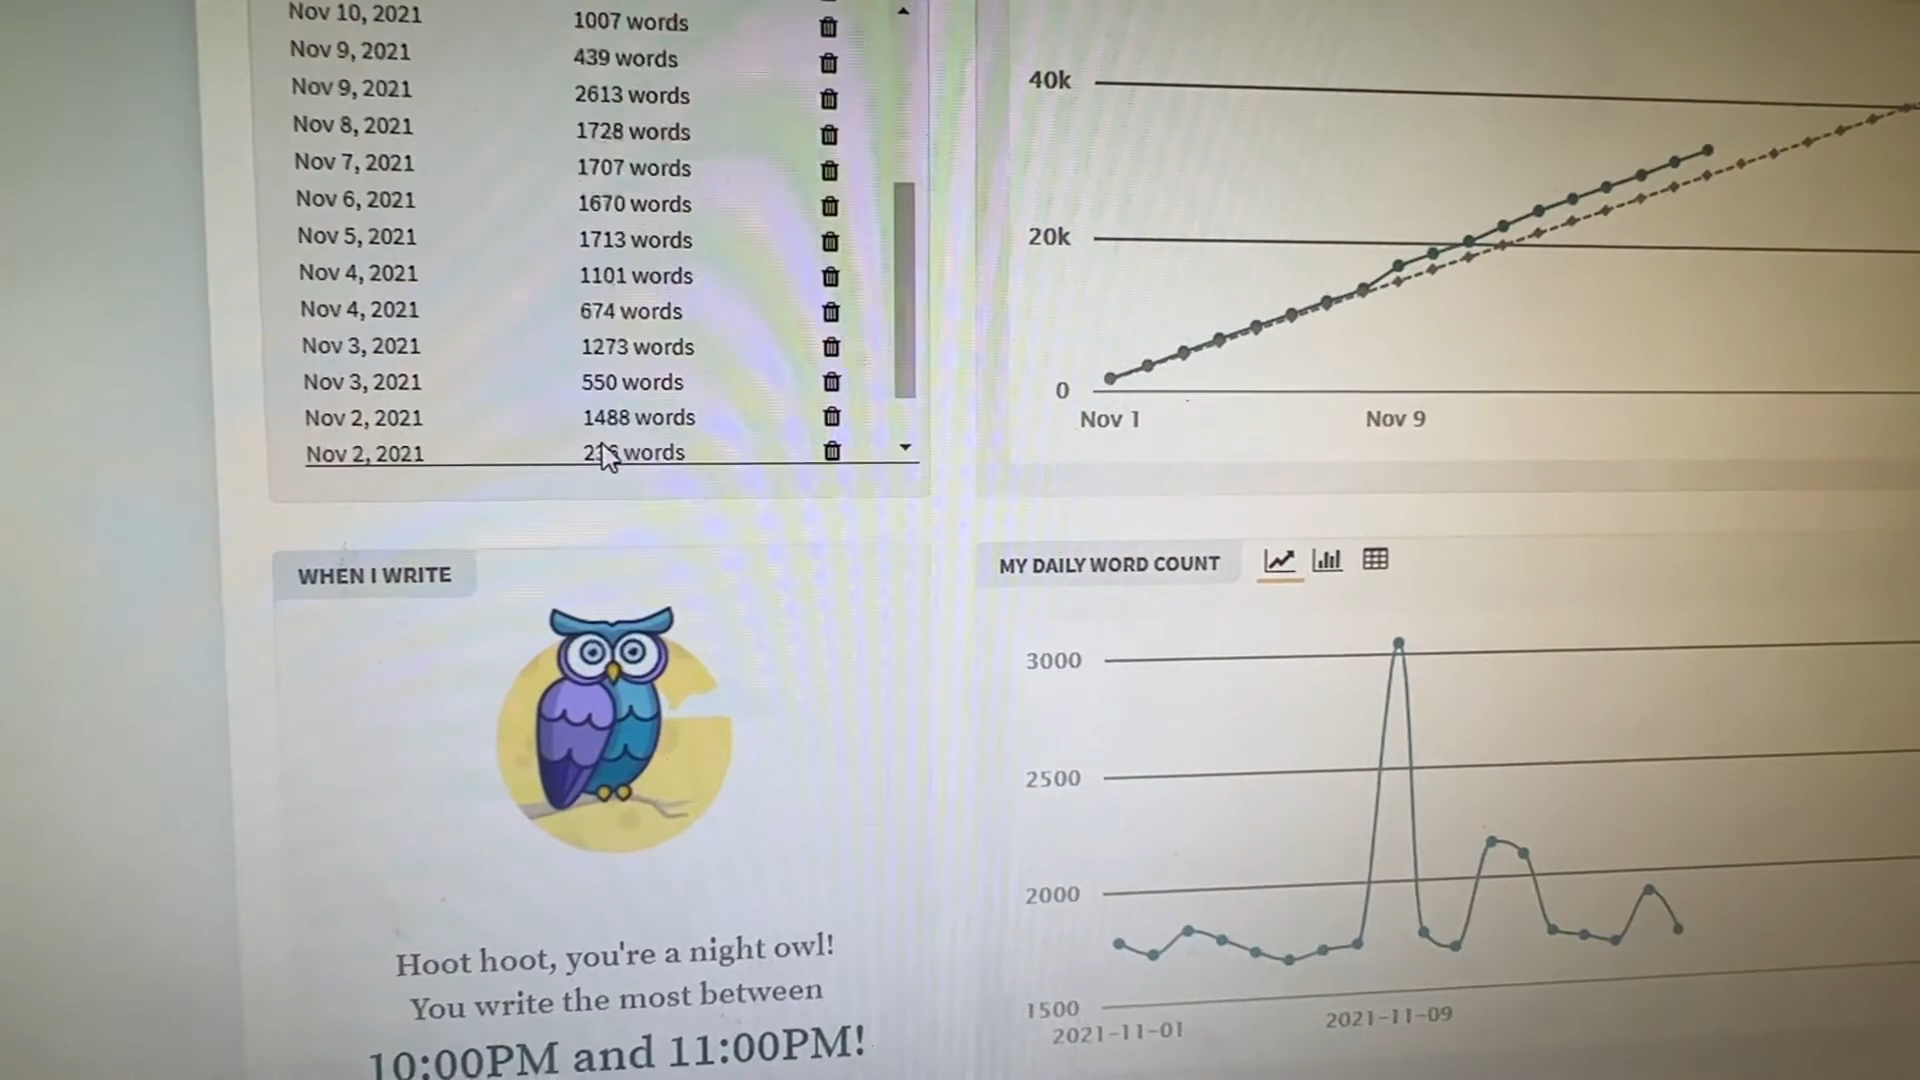 Nov 10, 2021 1007 words
Nov 9, 2021 439 words
Nov 9, 2021 2613 words
Nov 8, 2021 1728 words
Nov 7, 2021 1707 words
Nov 6, 2021 1670 words
Nov 5, 2021 1713 words
Nov 4, 2021 1101 words
Nov 4, 2021 674 words
Nov 3, 2021 1273 words
Nov 3, 2021 550 words
Nov 2, 2021 1488 words
Nov 2, 2021 words
40k
20k
0
Nov 1 Nov 9
WHEN I WRITE
Hoot hoot, you're a night owl!
You write the most between
10:00PM and 11:00PM!
MY DAILY WORD COUNT
3000
2500
2000
1500
2021-11-01 2021-11-09